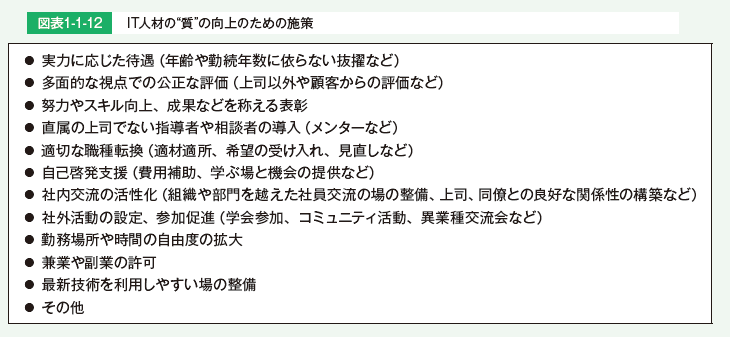 図表1-1-12 IT人材の“質”の向上のための施策
● 実力に応じた待遇（年齢や勤続年数に依らない抜擢など）
● 多面的な視点での公正な評価（上司以外や顧客からの評価など）
● 努力やスキル向上、成果などを称える表彰
● 直属の上司でない指導者や相談者の導入（メンターなど）
● 適切な職種転換（適材適所、希望の受け入れ、見直しなど）
● 自己啓発支援（費用補助、学ぶ場と機会の提供など）
● 社内交流の活性化（組織や部門を越えた社員交流の場の整備、上司、同僚との良好な関係性の構築など）
● 社外活動の設定、参加促進（学会参加、コミュニティ活動、異業種交流会など）
● 勤務場所や時間の自由度の拡大
● 兼業や副業の許可
● 最新技術を利用しやすい場の整備
● その他